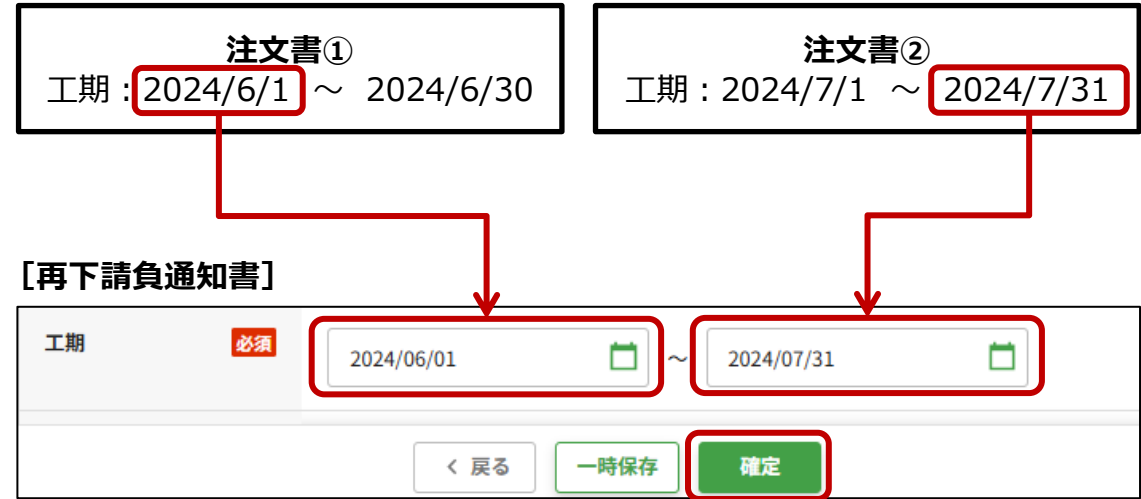 注文書①
工期：2024/6/1 ～ 2024/6/30
注文書②
工期：2024/7/1 ～ 2024/7/31
［再下請負通知書］
工期 必須 2024/06/01 ～ 2024/07/31
< 戻る 一時保存 確定